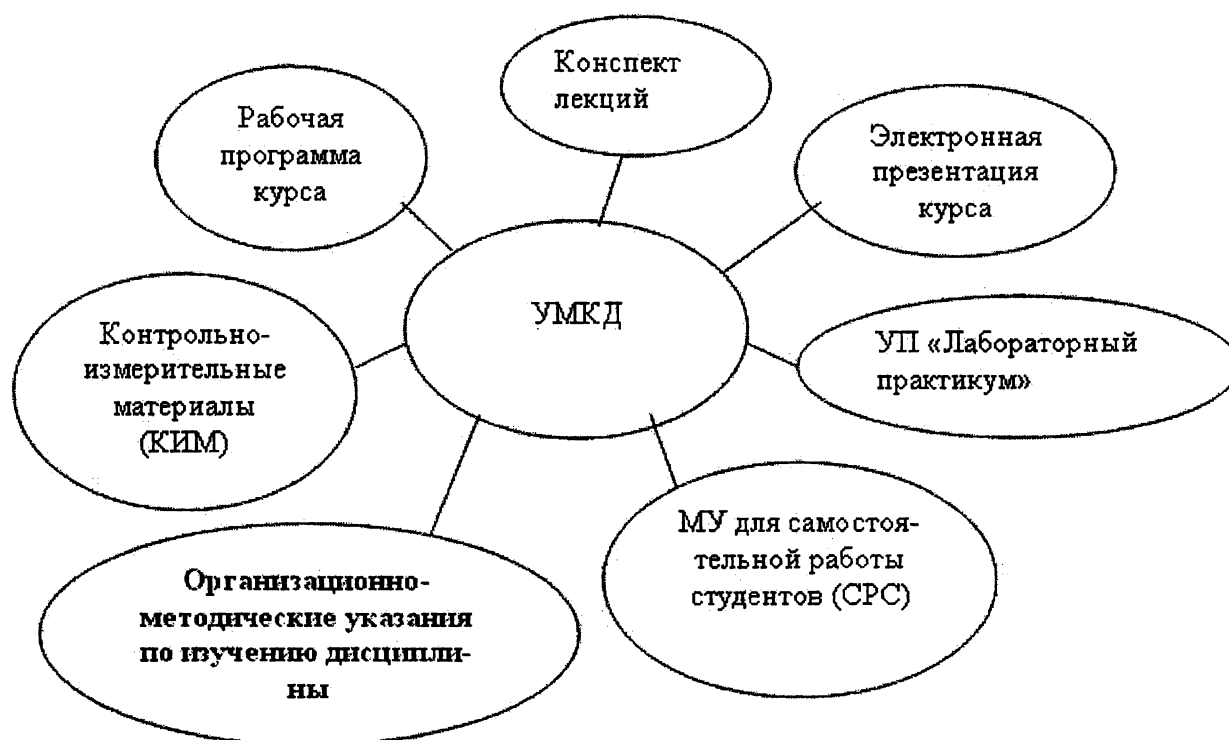 Конспект
лекций
Рабочая
программа
курса
Электронная
презентация
курса
УМКД
Контрольно-
измерительные
материалы
(КИМ)
УП «Лабораторный
практикум»
МУ для самостоя-
тельной работы
студентов (СРС)
Организационно-
методические указания
по изучению дисципли-
ны